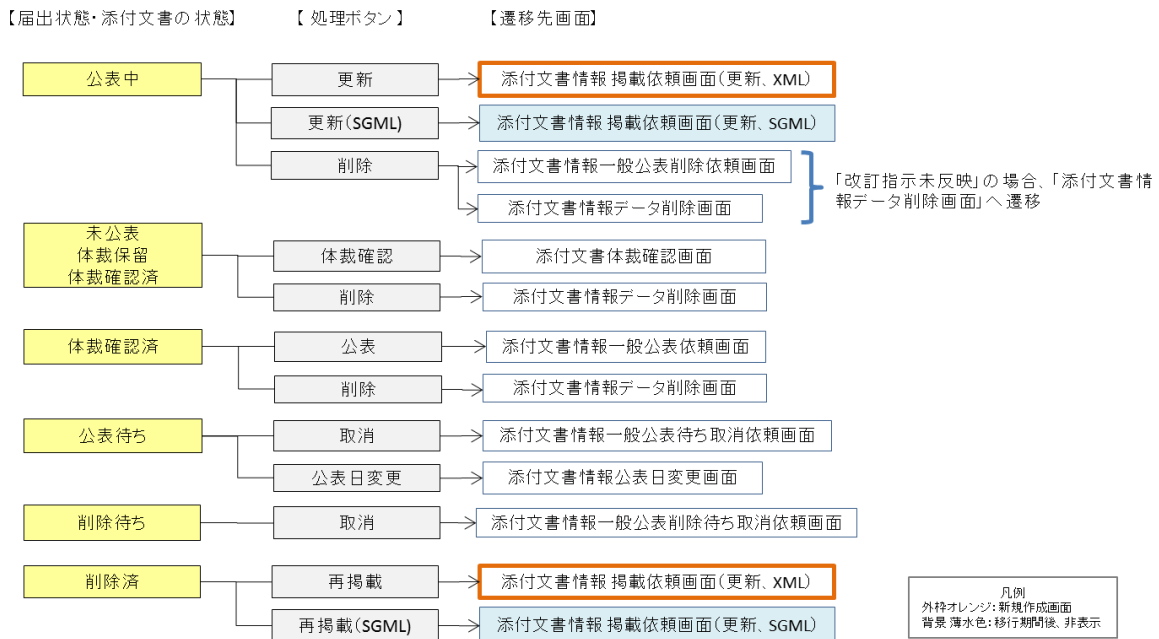 【届出状態・添付文書の状態】
【処理ボタン】
【遷移先画面】
公表中
更新
添付文書情報 掲載依頼画面(更新、XML)
更新(SGML)
添付文書情報 掲載依頼画面(更新、SGML)
削除
添付文書情報一般公表削除依頼画面
添付文書情報データ削除画面
「改訂指示未反映」の場合、「添付文書情
報データ削除画面」へ遷移
未公表
体裁保留
体裁確認済
体裁確認
添付文書体裁確認画面
削除
添付文書情報データ削除画面
体裁確認済
公表
添付文書情報一般公表依頼画面
削除
添付文書情報データ削除画面
公表待ち
取消
添付文書情報一般公表待ち取消依頼画面
公表日変更
添付文書情報公表日変更画面
削除待ち
取消
添付文書情報一般公表削除待ち取消依頼画面
削除済
再掲載
添付文書情報 掲載依頼画面(更新、XML)
再掲載(SGML)
添付文書情報 掲載依頼画面(更新、SGML)
凡例
外枠オレンジ:新規作成画面
背景 薄水色:移行期間後、非表示